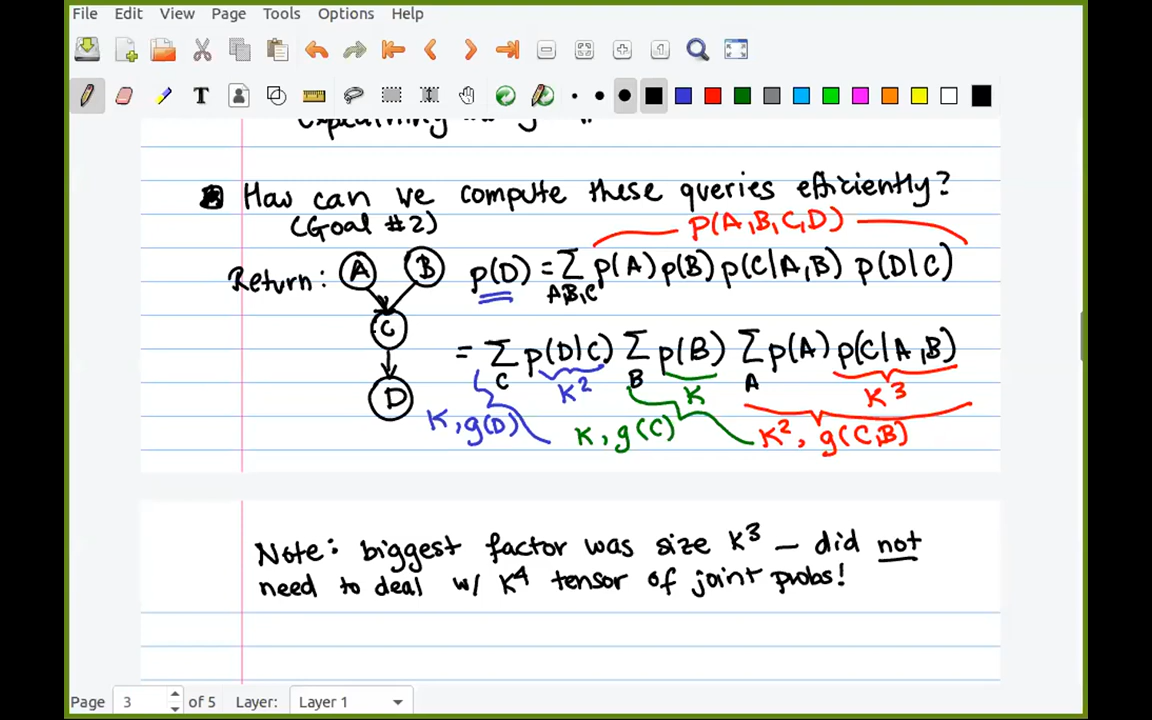 File Edit View Page Tools Options Help
How can we compute these queries efficiently?
(Goal #2)
p(A,B,C,D)
Return: A B p(D) = Σ p(A) p(B) p(C|A,B) p(D|C)
A,B,C
C
= Σ p(D|C) Σ p(B) Σ p(A) p(C|A,B)
C B A
K² K K³
D
K, g(D) K, g(C) K², g(C,B)
Note: biggest factor was size K³ — did not
need to deal w/ K⁴ tensor of joint probs!
Page 3 of 5 Layer: Layer 1